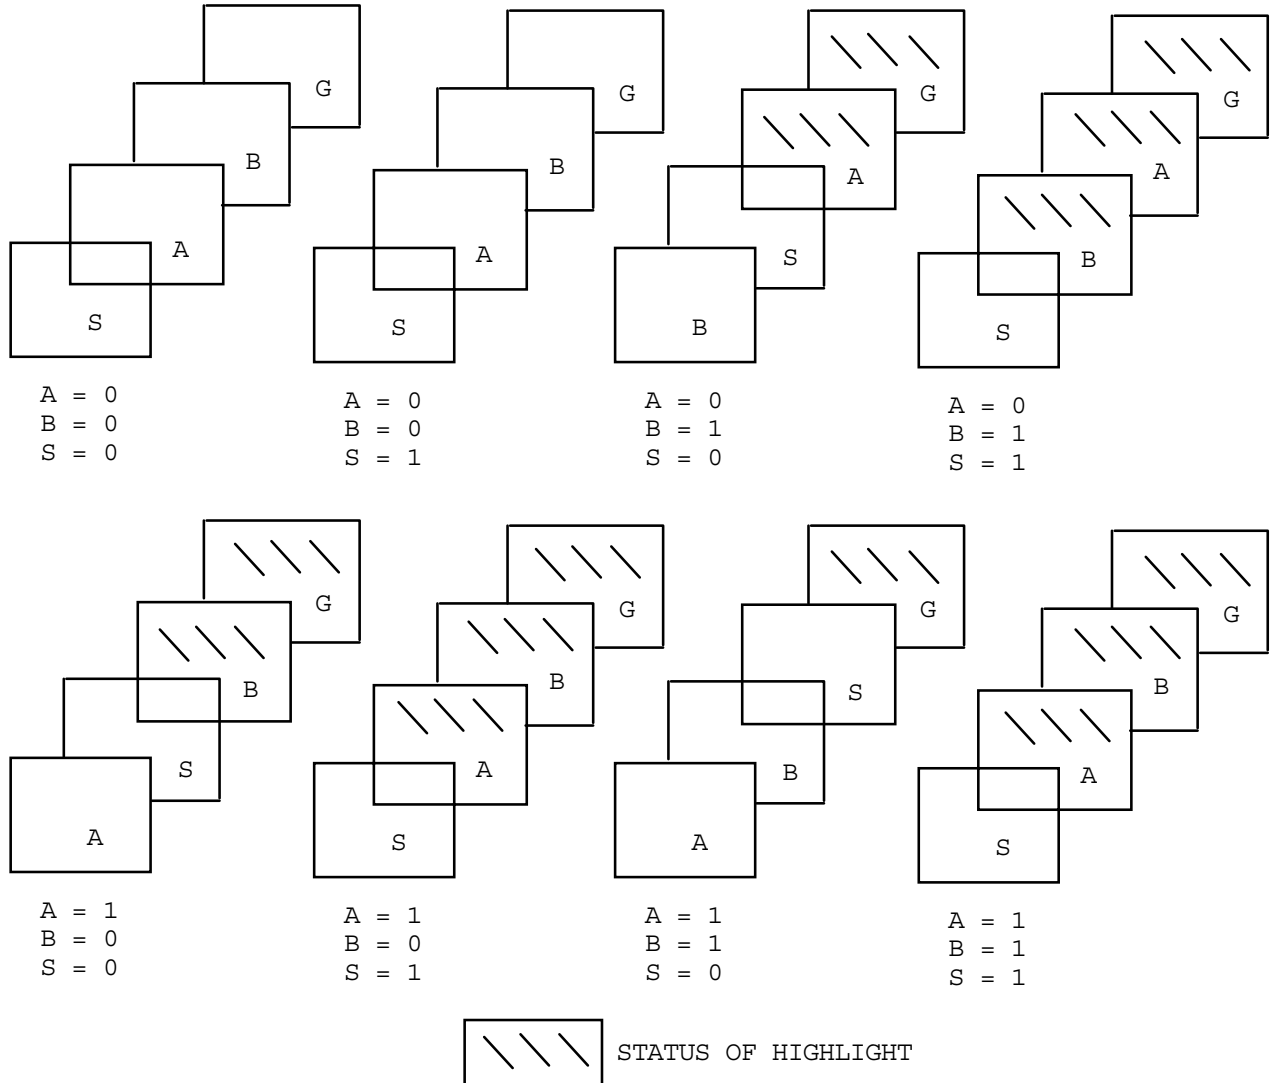 G
G
G
G
B
B
A
A
A
A
S
B
S
S
B
S
A = 0
B = 0
S = 0
A = 0
B = 0
S = 1
A = 0
B = 1
S = 0
A = 0
B = 1
S = 1
G
G
G
G
B
B
S
B
S
A
B
A
A
S
A
S
A = 1
B = 0
S = 0
A = 1
B = 0
S = 1
A = 1
B = 1
S = 0
A = 1
B = 1
S = 1
STATUS OF HIGHLIGHT